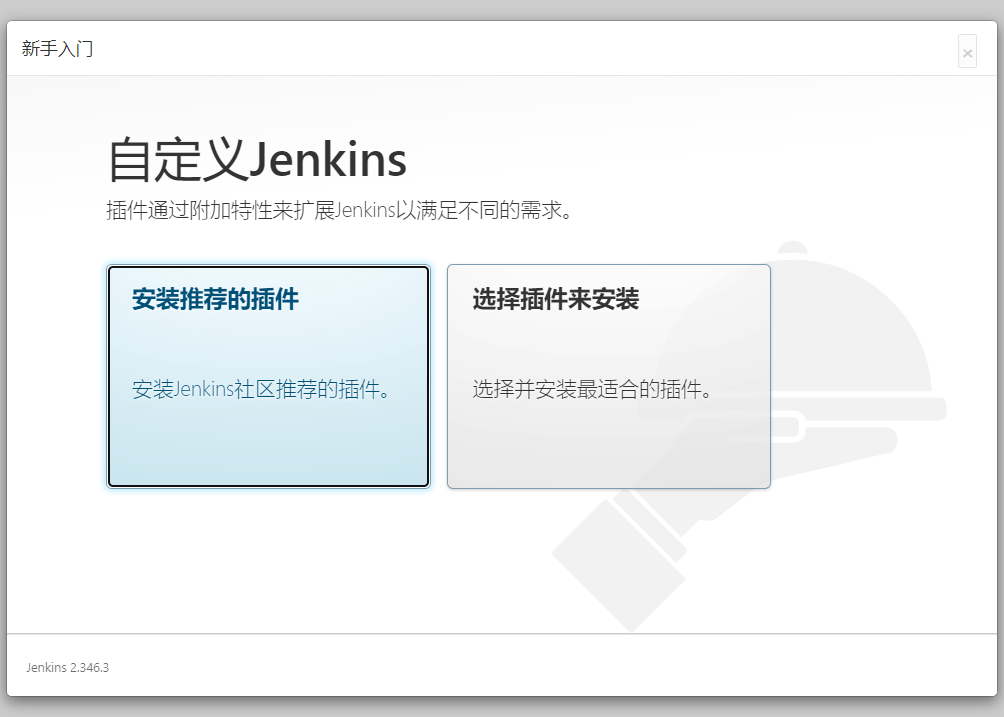 新手入门
×
自定义Jenkins
插件通过附加特性来扩展Jenkins以满足不同的需求。
安装推荐的插件
安装Jenkins社区推荐的插件。
选择插件来安装
选择并安装最适合的插件。
Jenkins 2.346.3